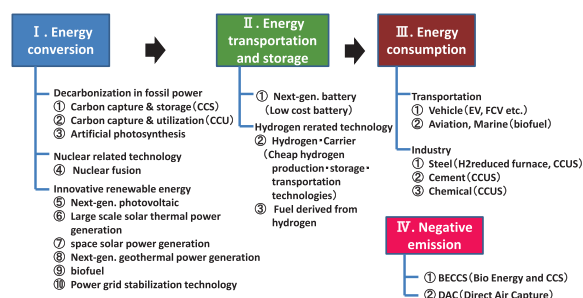 Ⅰ. Energy
conversion
Decarbonization in fossil power
① Carbon capture & storage(CCS)
② Carbon capture & utilization(CCU)
③ Artificial photosynthesis
Nuclear related technology
④ Nuclear fusion
Innovative renewable energy
⑤ Next-gen. photovoltaic
⑥ Large scale solar thermal power
generation
⑦ space solar power generation
⑧ Next-gen. geothermal power generation
⑨ biofuel
⑩ Power grid stabilization technology
Ⅱ. Energy
transportation
and storage
① Next-gen. battery
(Low cost battery)
Hydrogen rerated technology
② Hydrogen・Carrier
(Cheap hydrogen
production・storage・
transportation
technologies)
③ Fuel derived from
hydrogen
Ⅲ. Energy
consumption
Transportation
① Vehicle(EV, FCV etc.)
② Aviation, Marine(biofuel)
Industry
① Steel(H2reduced furnace, CCUS)
② Cement(CCUS)
③ Chemical(CCUS)
Ⅳ. Negative
emission
① BECCS(Bio Energy and CCS)
② DAC(Direct Air Capture)